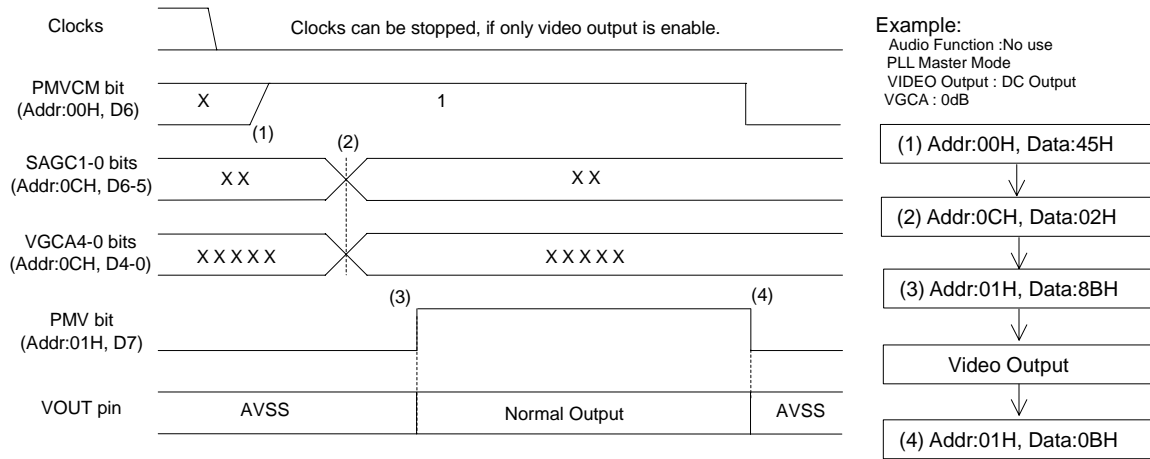 Clocks
Clocks can be stopped, if only video output is enable.
PMVCM bit
(Addr:00H, D6)
X
1
(1)
(2)
SAGC1-0 bits
(Addr:0CH, D6-5)
X X
X X
VGCA4-0 bits
(Addr:0CH, D4-0)
X X X X X
X X X X X
(3)
(4)
PMV bit
(Addr:01H, D7)
VOUT pin
AVSS
Normal Output
AVSS
Example:
Audio Function :No use
PLL Master Mode
VIDEO Output : DC Output
VGCA : 0dB
(1) Addr:00H, Data:45H
(2) Addr:0CH, Data:02H
(3) Addr:01H, Data:8BH
Video Output
(4) Addr:01H, Data:0BH